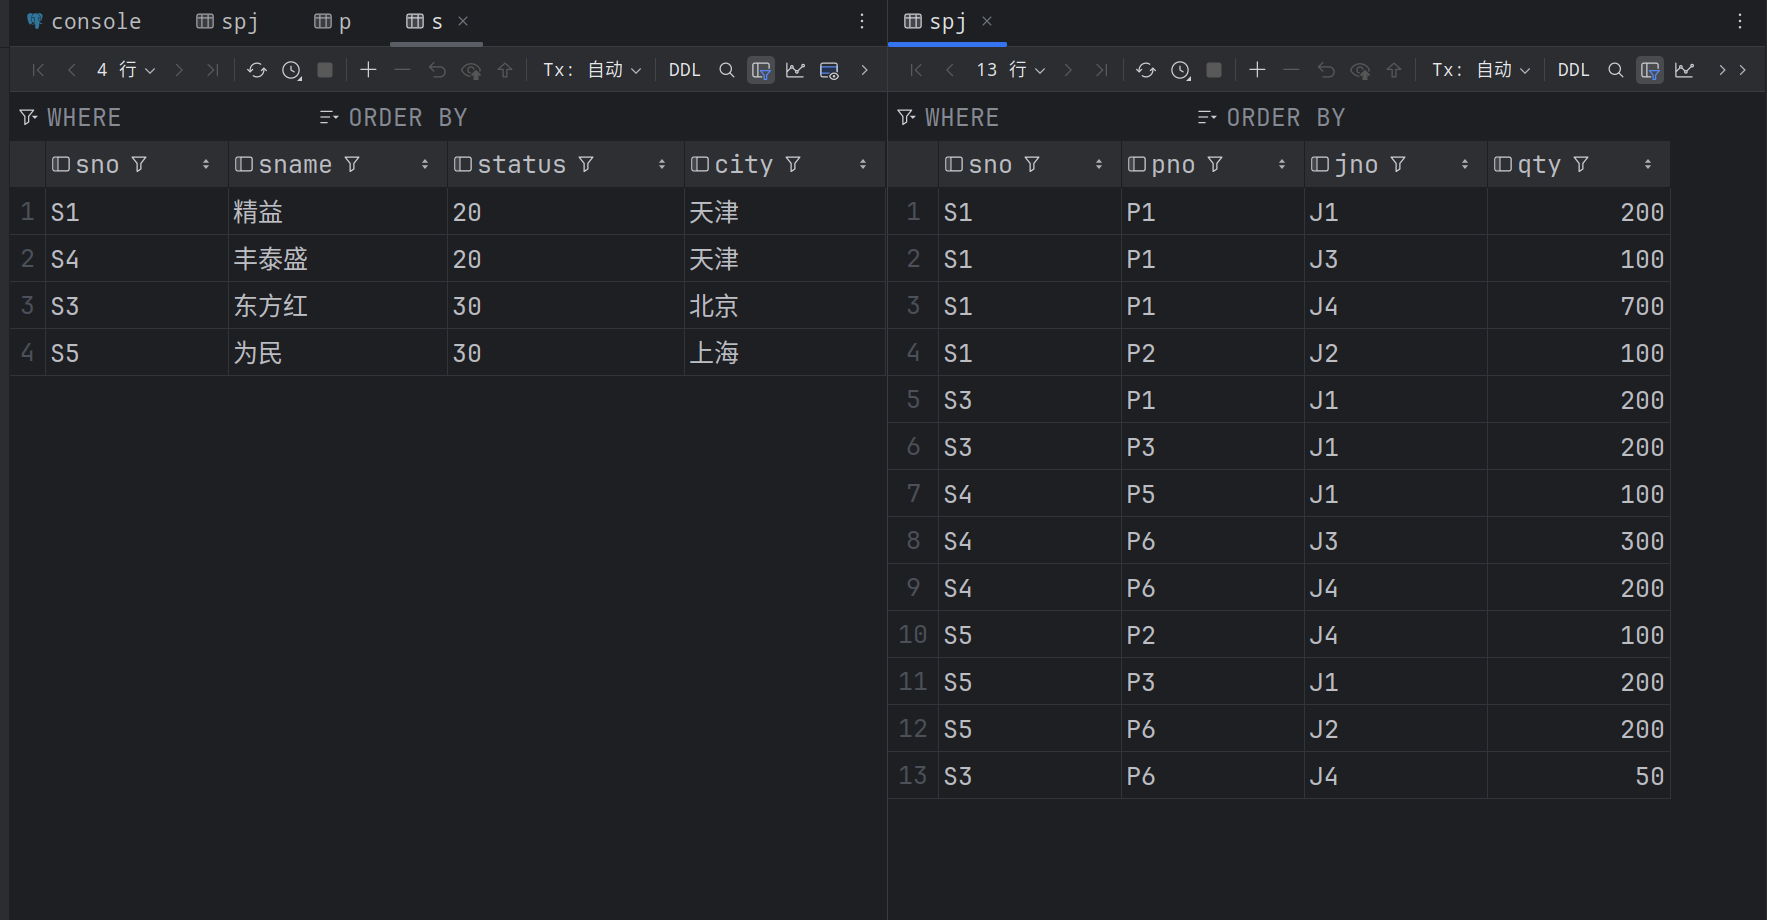 console spj p s
4 行 Tx: 自动 DDL
WHERE ORDER BY
sno sname status city
1 S1 精益 20 天津
2 S4 丰泰盛 20 天津
3 S3 东方红 30 北京
4 S5 为民 30 上海
spj
13 行 Tx: 自动 DDL
WHERE ORDER BY
sno pno jno qty
1 S1 P1 J1 200
2 S1 P1 J3 100
3 S1 P1 J4 700
4 S1 P2 J2 100
5 S3 P1 J1 200
6 S3 P3 J1 200
7 S4 P5 J1 100
8 S4 P6 J3 300
9 S4 P6 J4 200
10 S5 P2 J4 100
11 S5 P3 J1 200
12 S5 P6 J2 200
13 S3 P6 J4 50